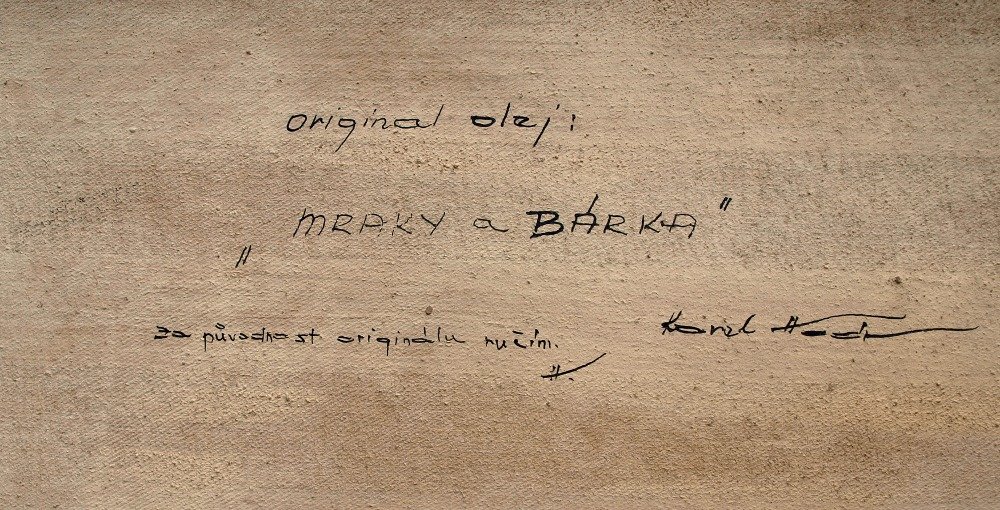 original olej:
„MRAKY a BÁRKA"
za původnost originálu ručím. Karel
H.